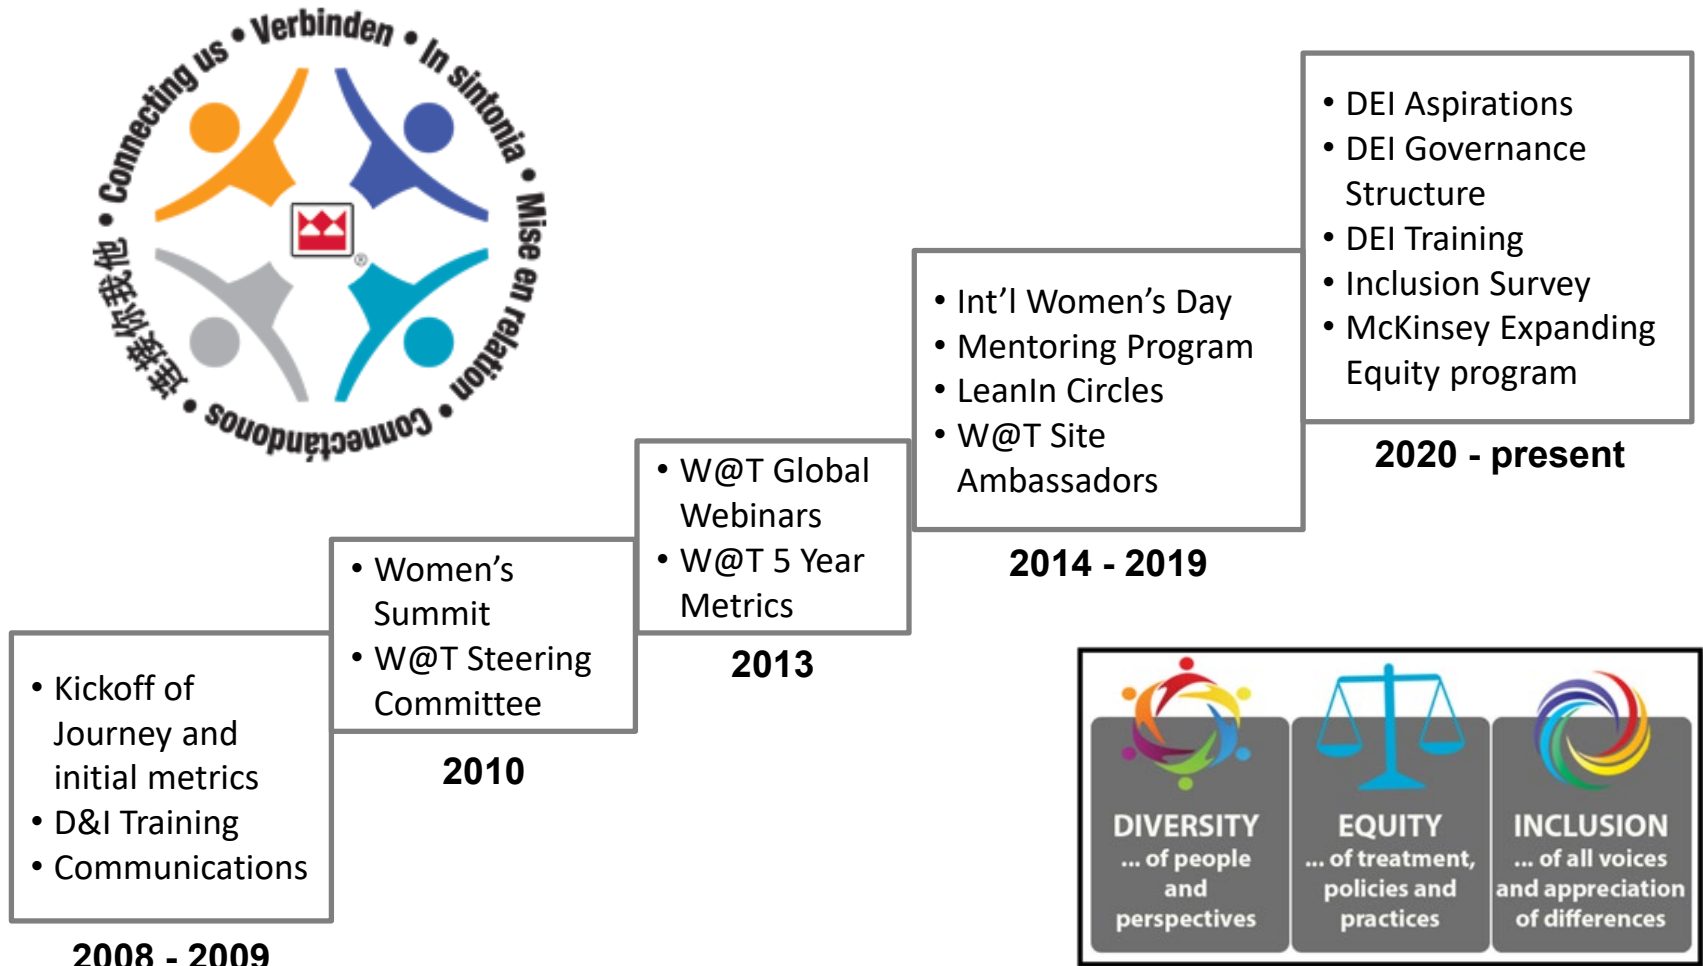 Connecting us • Verbinden • In sintonia • Mise en relation • Connectándonos • 连接你我他 •
®
• Kickoff of
Journey and
initial metrics
• D&I Training
• Communications
2008 - 2009
• Women’s
Summit
• W@T Steering
Committee
2010
• W@T Global
Webinars
• W@T 5 Year
Metrics
2013
• Int’l Women’s Day
• Mentoring Program
• LeanIn Circles
• W@T Site
Ambassadors
2014 - 2019
• DEI Aspirations
• DEI Governance
Structure
• DEI Training
• Inclusion Survey
• McKinsey Expanding
Equity program
2020 - present
DIVERSITY
... of people
and
perspectives
EQUITY
... of treatment,
policies and
practices
INCLUSION
... of all voices
and appreciation
of differences